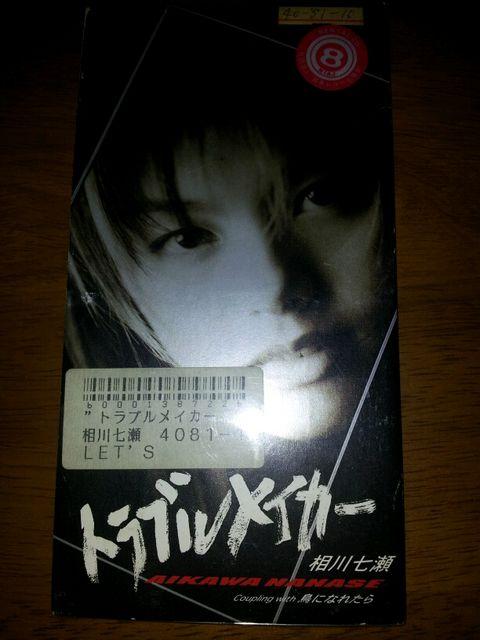 40-81-10
8
b000138722
”トラブルメイカー
相川七瀬 4081-
LET'S
トラブルメイカー
相川七瀬
AIKAWA NANASE
Coupling with 鳥になれたら